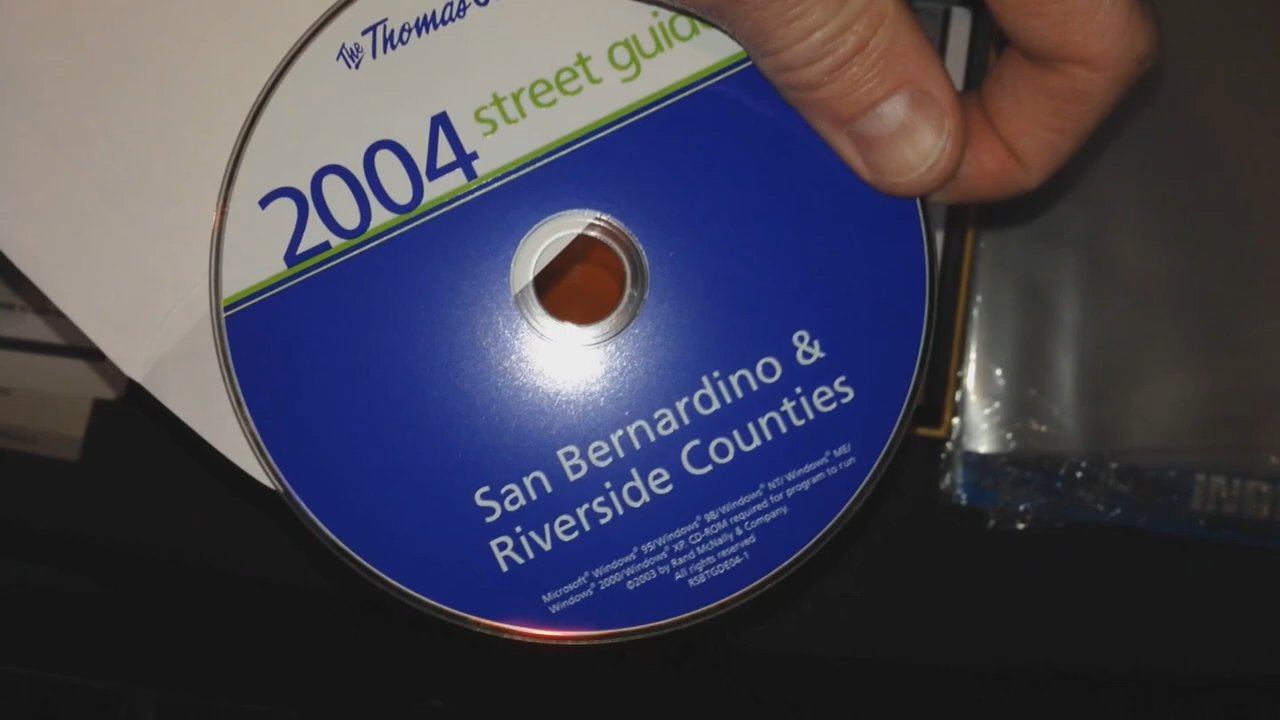 The Thomas
2004 street guide
San Bernardino &
Riverside Counties
Microsoft® Windows® 95/Windows® 98/Windows® NT/ Windows® ME/
Windows® 2000/Windows® XP. CD-ROM required for program to run
©2003 by Rand McNally & Company.
All rights reserved
RSBTGDE04-1